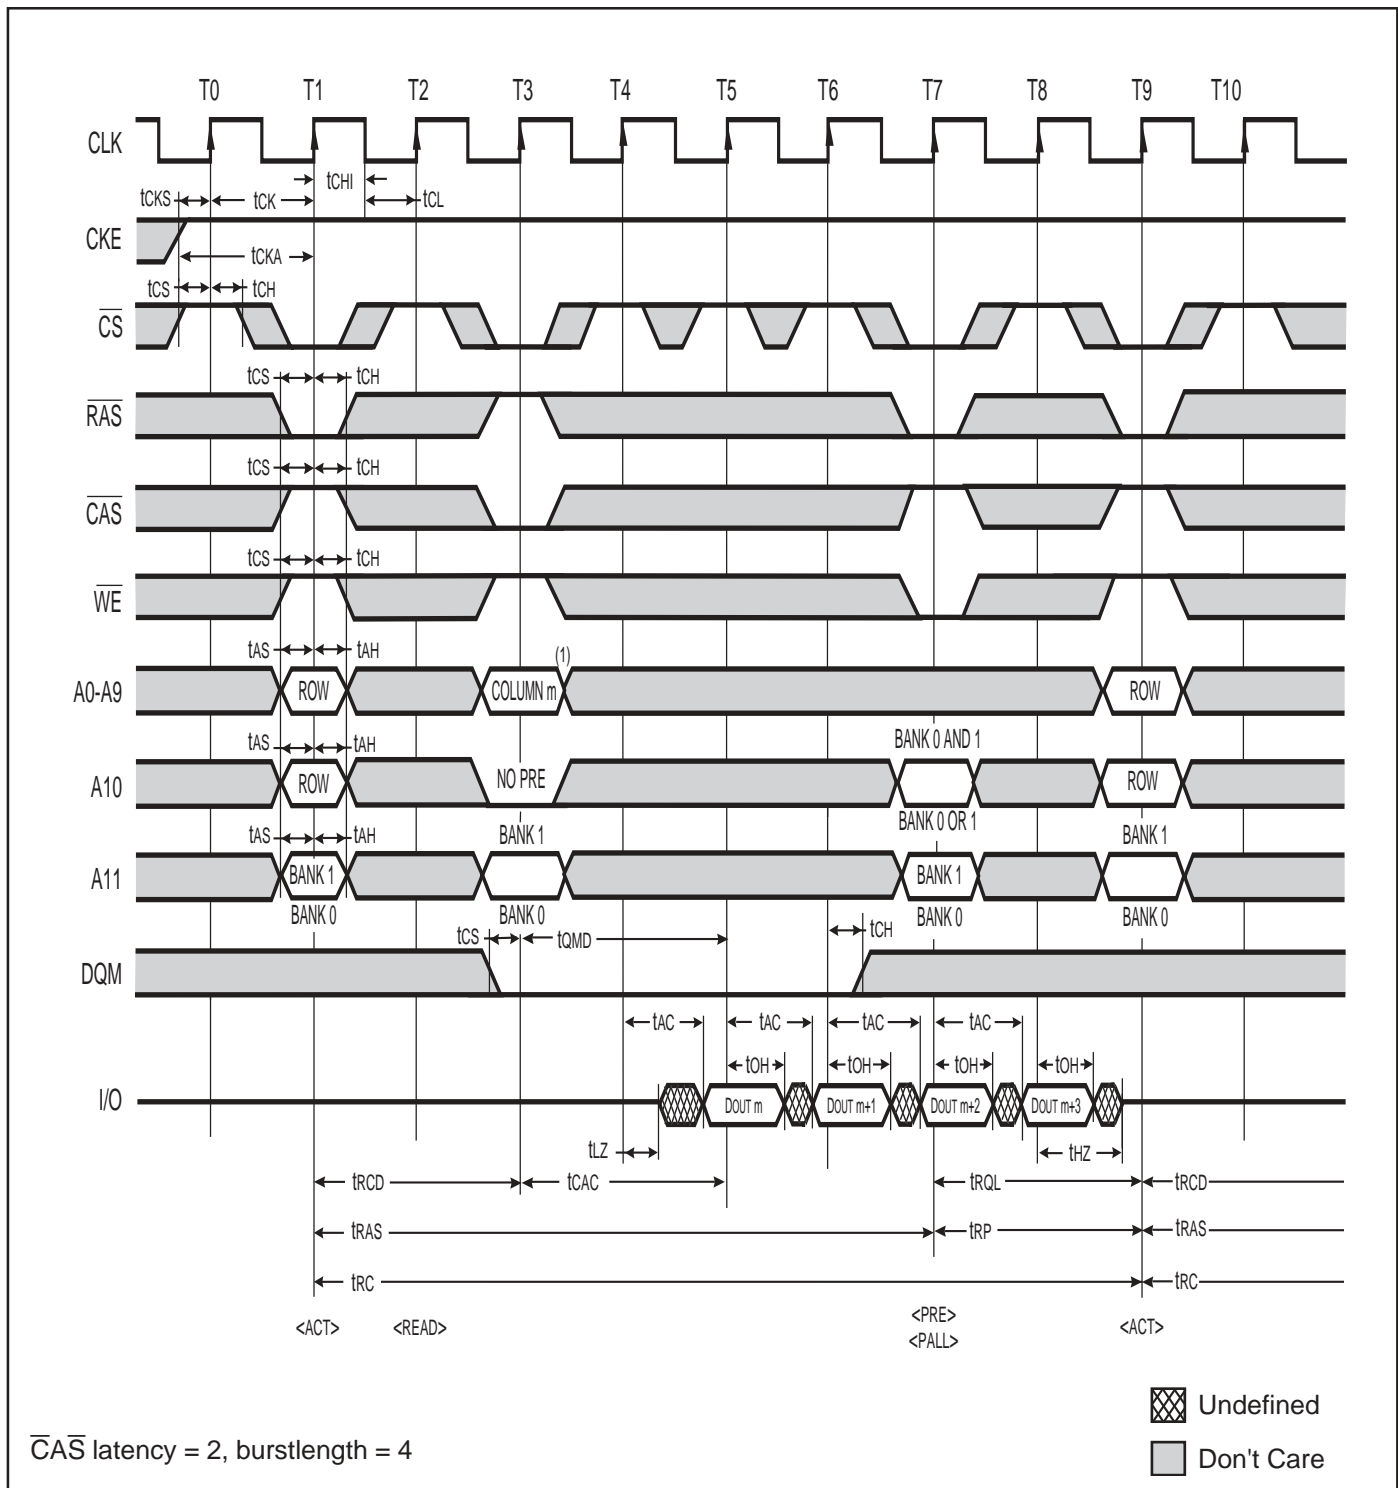 T0 T1 T2 T3 T4 T5 T6 T7 T8 T9 T10
CLK
tCHI
tCKS tCK tCL
CKE
tCKA
tCS tCH
CS
tCS tCH
RAS
tCS tCH
CAS
tCS tCH
WE
tAS tAH (1)
A0-A9 ROW COLUMN m ROW
tAS tAH BANK 0 AND 1
A10 ROW NO PRE ROW
BANK 0 OR 1
tAS tAH BANK 1 BANK 1
A11 BANK 1 BANK 1
BANK 0 BANK 0 BANK 0 BANK 0
tCS tQMD tCH
DQM
tAC tAC tAC tAC
tOH tOH tOH tOH
I/O DOUT m DOUT m+1 DOUT m+2 DOUT m+3
tLZ tHZ
tRCD tCAC tRQL tRCD
tRAS tRP tRAS
tRC tRC
<ACT> <READ> <PRE> <ACT>
<PALL>
Undefined
CAS latency = 2, burstlength = 4
Don't Care